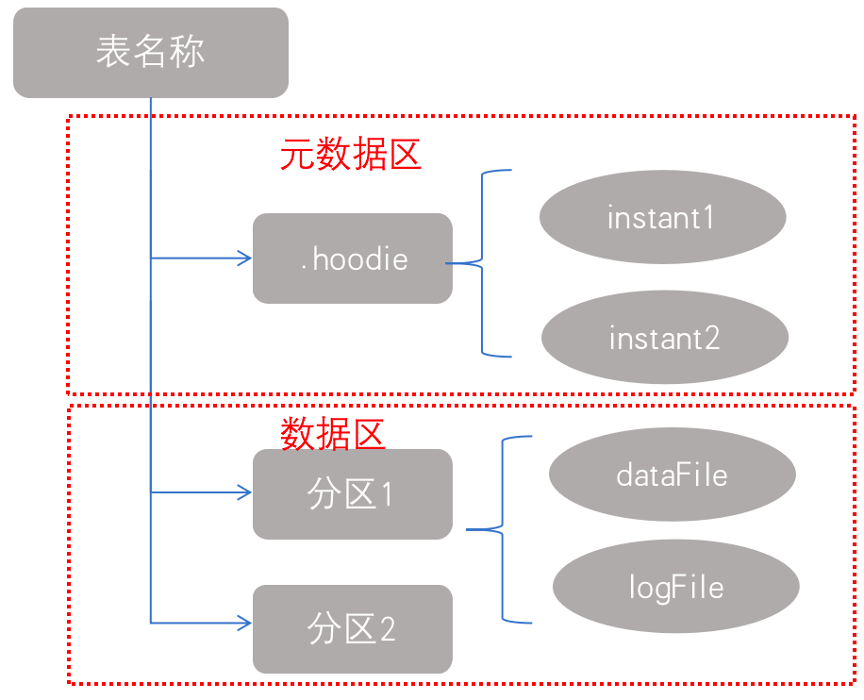 表名称
元数据区
.hoodie
instant1
instant2
数据区
分区1
dataFile
logFile
分区2